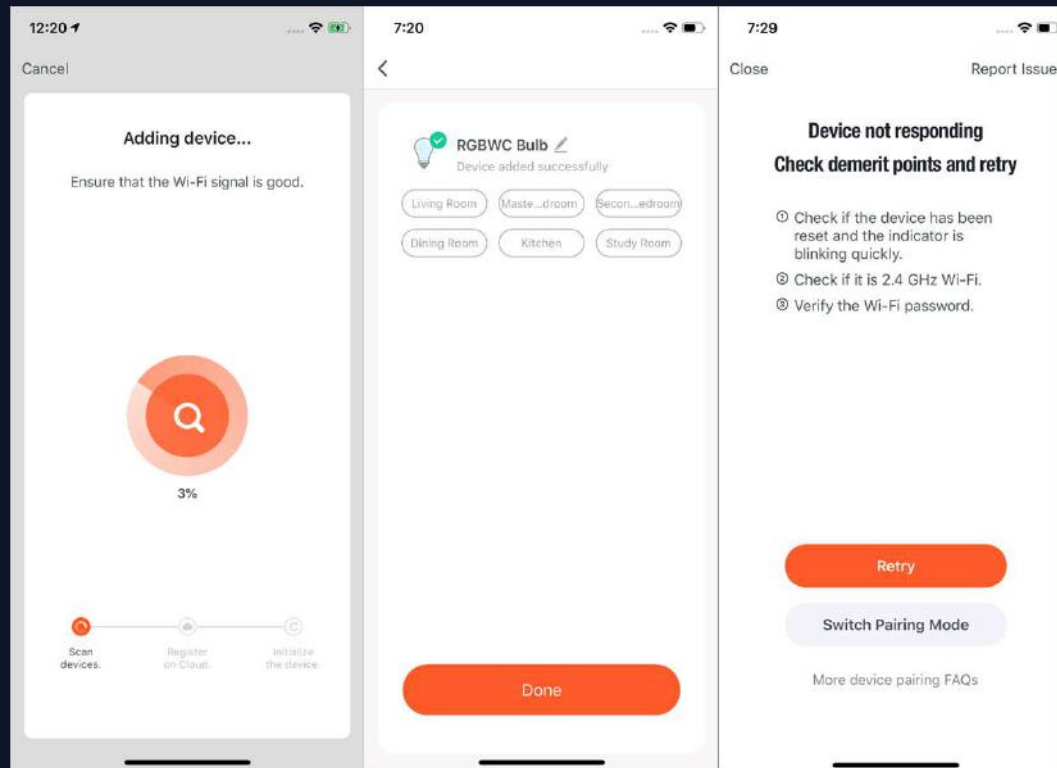 12:20
Cancel
Adding device...
Ensure that the Wi-Fi signal is good.
3%
Scan
devices.
Register
on Cloud.
Initialize
the device.
7:20
RGBWC Bulb
Device added successfully
Living Room
Maste...droom
Secon...edroom
Dining Room
Kitchen
Study Room
Done
7:29
Close
Report Issue
Device not responding
Check demerit points and retry
① Check if the device has been
reset and the indicator is
blinking quickly.
② Check if it is 2.4 GHz Wi-Fi.
③ Verify the Wi-Fi password.
Retry
Switch Pairing Mode
More device pairing FAQs